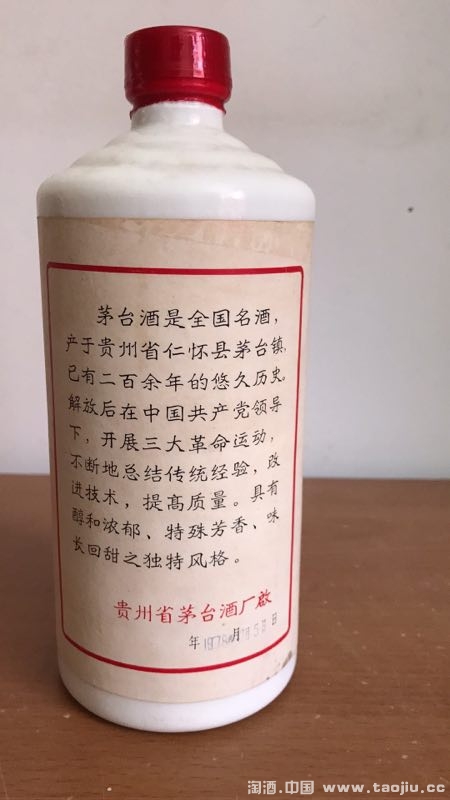 茅台酒是全国名酒，
产于贵州省仁怀县茅台镇，
已有二百余年的悠久历史。
解放后在中国共产党领导
下，开展三大革命运动，
不断地总结传统经验，改
进技术，提高质量。具有
醇和浓郁、特殊芳香、味
长回甜之独特风格。
贵州省茅台酒厂啟
年 1978 月 5 日
淘酒.中国 www.taojiu.cc